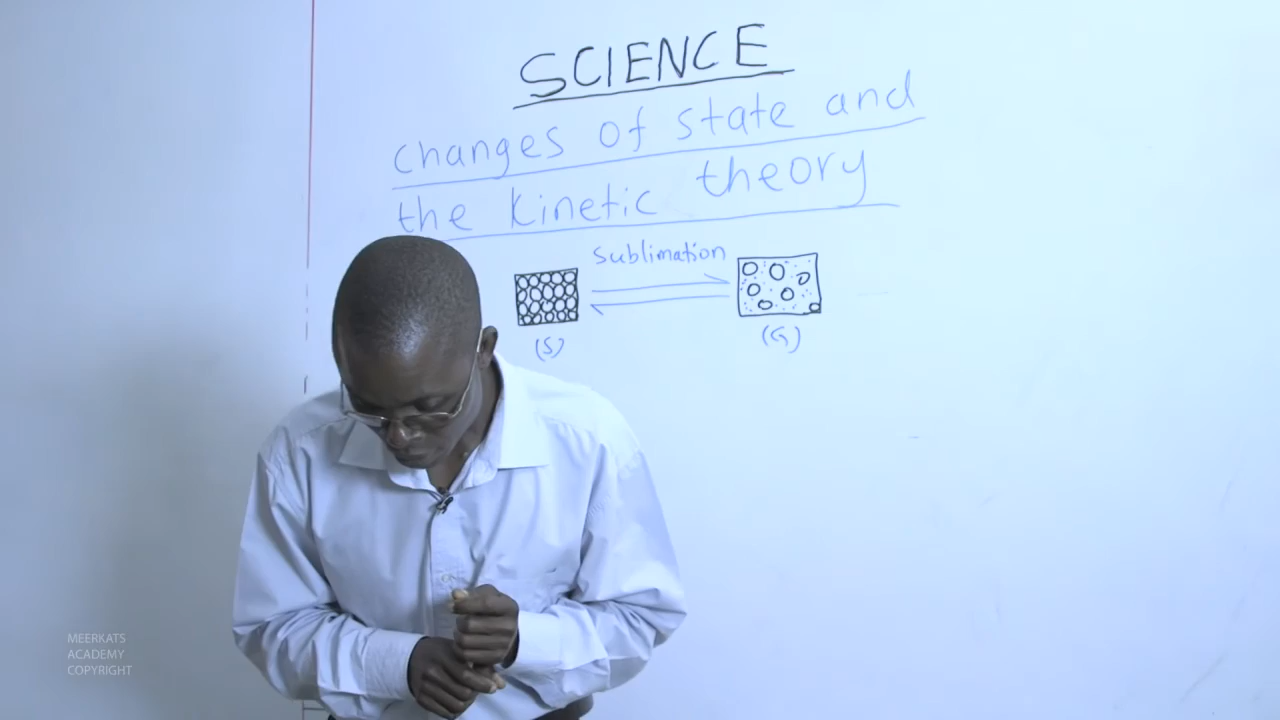 SCIENCE
changes of state and
the kinetic theory
sublimation
(S)
(G)
MEERKATS
ACADEMY
COPYRIGHT